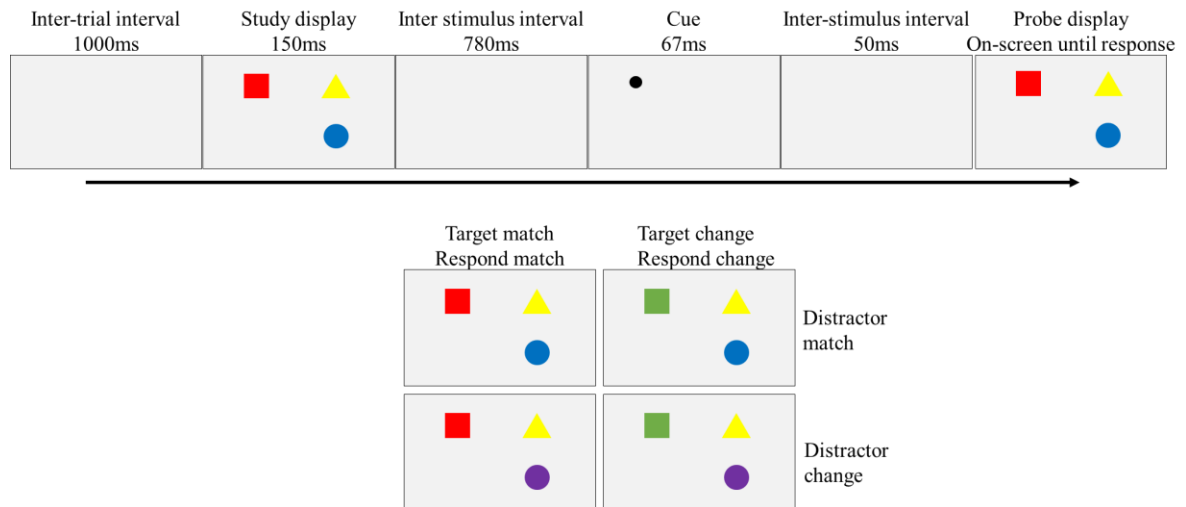 Inter-trial interval
1000ms
Study display
150ms
Inter stimulus interval
780ms
Cue
67ms
Inter-stimulus interval
50ms
Probe display
On-screen until response
Target match
Respond match
Target change
Respond change
Distractor
match
Distractor
change